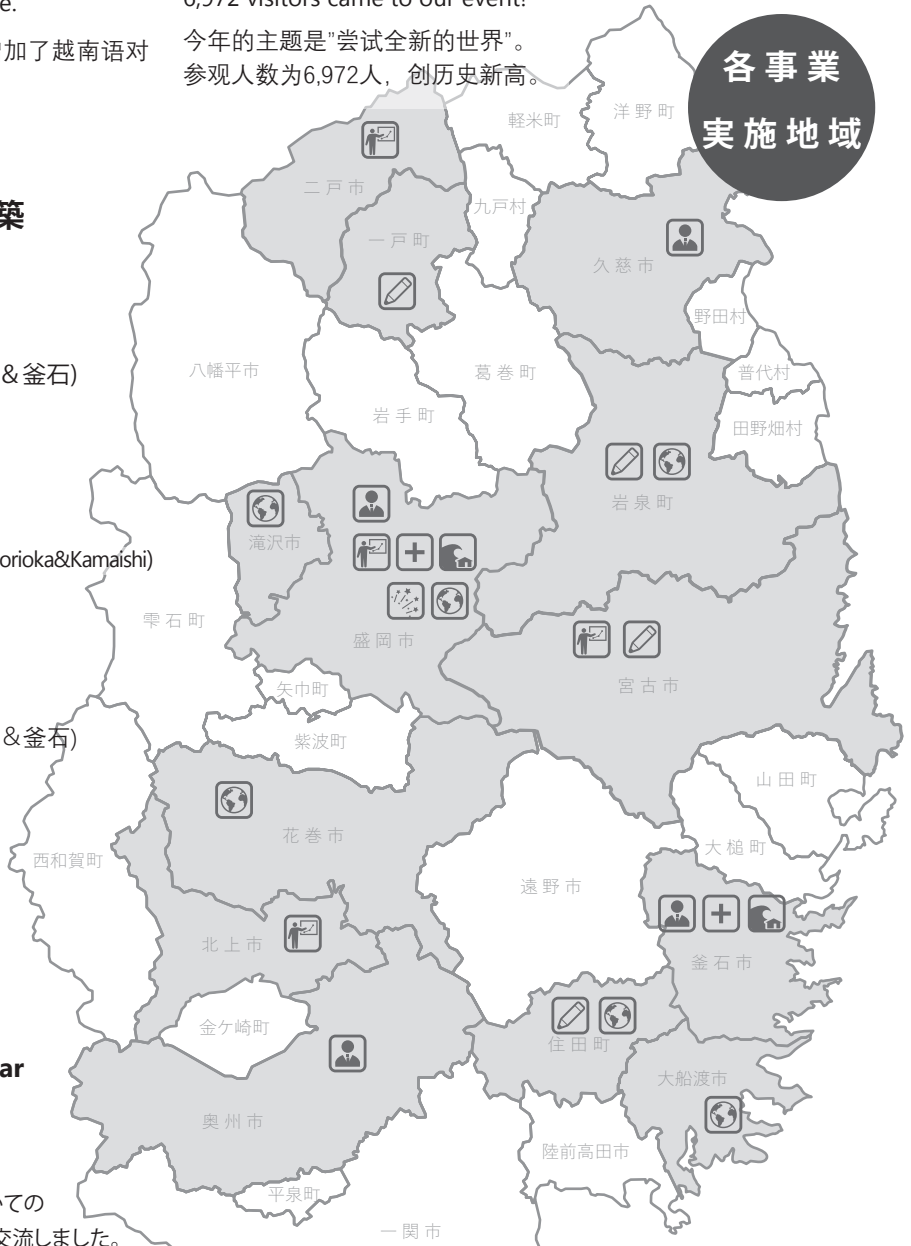 e.
6,972 visitors came to our event!
增加了越南语对
今年的主题是”尝试全新的世界”。
参观人数为6,972人，创历史新高。
各事業
実施地域
軽米町
洋野町
二戸市
九戸村
築
一戸町
久慈市
野田村
八幡平市
葛巻町
普代村
＆釜石)
岩手町
田野畑村
岩泉町
滝沢市
orioka&Kamaishi)
雫石町
盛岡市
宮古市
矢巾町
紫波町
＆釜石)
山田町
花巻市
大槌町
西和賀町
遠野市
北上市
釜石市
金ケ崎町
住田町
ar
大船渡市
奥州市
陸前高田市
平泉町
いての
交流しました。
一関市